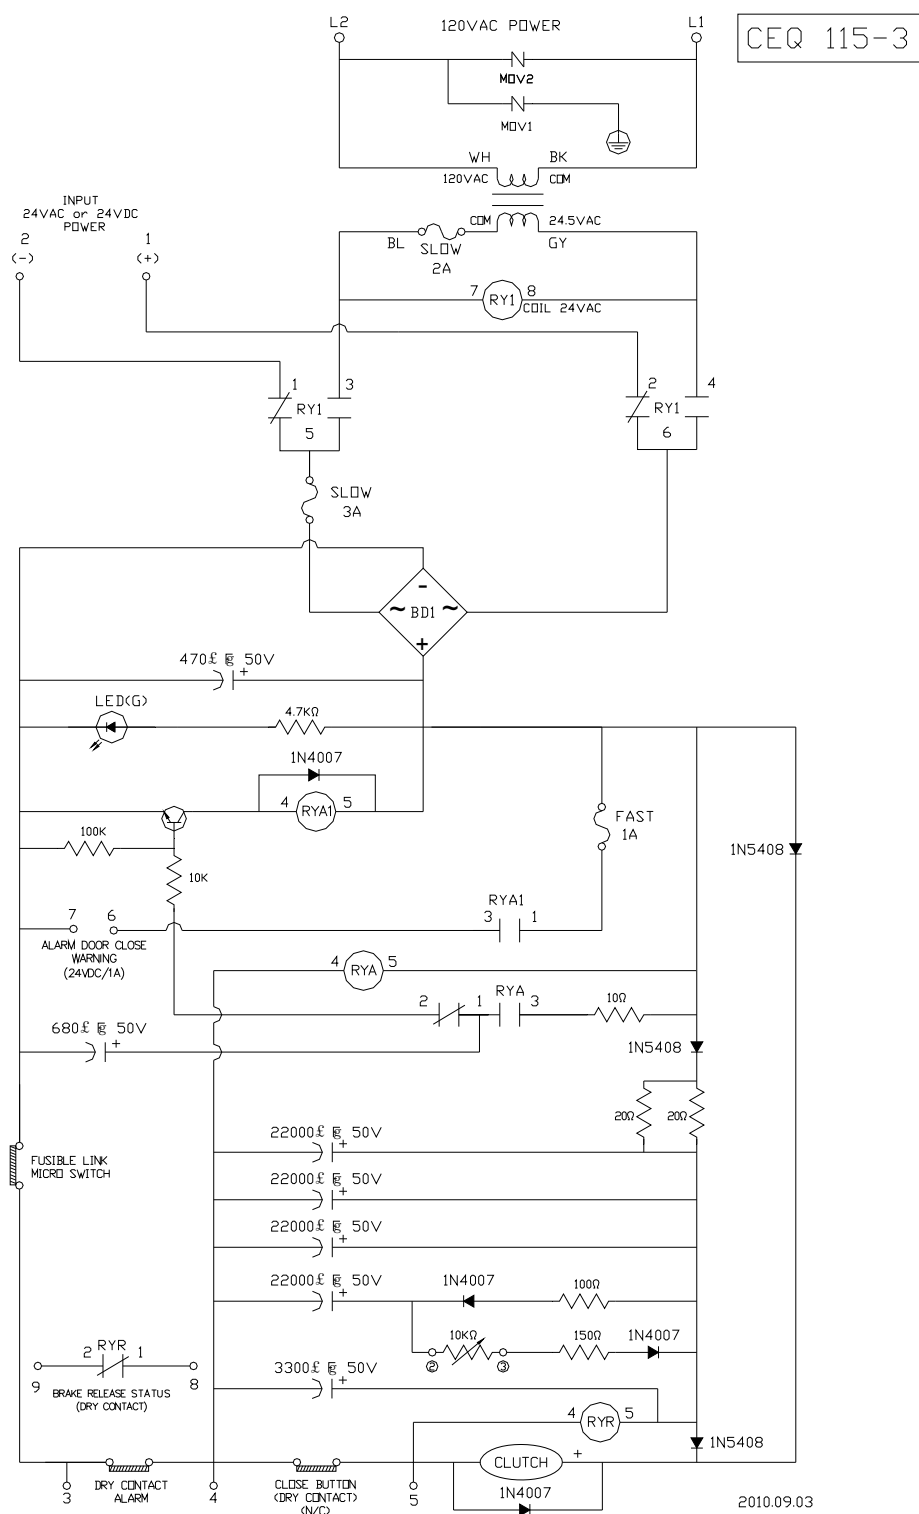 L2
120VAC POWER
L1
CEQ 115-3
MOV2
MOV1
WH
BK
120VAC
COM
INPUT
24VAC or 24VDC
POWER
COM
24.5VAC
BL
SLOW
2A
GY
2
(-)
1
(+)
7
RY1
8
COIL 24VAC
1
RY1
3
5
2
RY1
4
6
SLOW
3A
-
~
BD1
~
+
470£ 50V
+
LED(G)
4.7KΩ
1N4007
4
RYA1
5
FAST
1A
100K
10K
1N5408
RYA1
3
1
7
6
ALARM DOOR CLOSE
WARNING
(24VDC/1A)
4
RYA
5
2
1
RYA
3
10Ω
680£ 50V
+
1N5408
20Ω
20Ω
22000£ 50V
+
FUSIBLE LINK
MICRO SWITCH
22000£ 50V
+
22000£ 50V
+
22000£ 50V
+
1N4007
100Ω
10KΩ
150Ω
1N4007
②
③
RYR
2
1
9
8
BRAKE RELEASE STATUS
(DRY CONTACT)
3300£ 50V
+
4
RYR
5
1N5408
CLUTCH
+
3
DRY CONTACT
ALARM
4
CLOSE BUTTON
(DRY CONTACT)
(N/C)
5
1N4007
2010.09.03